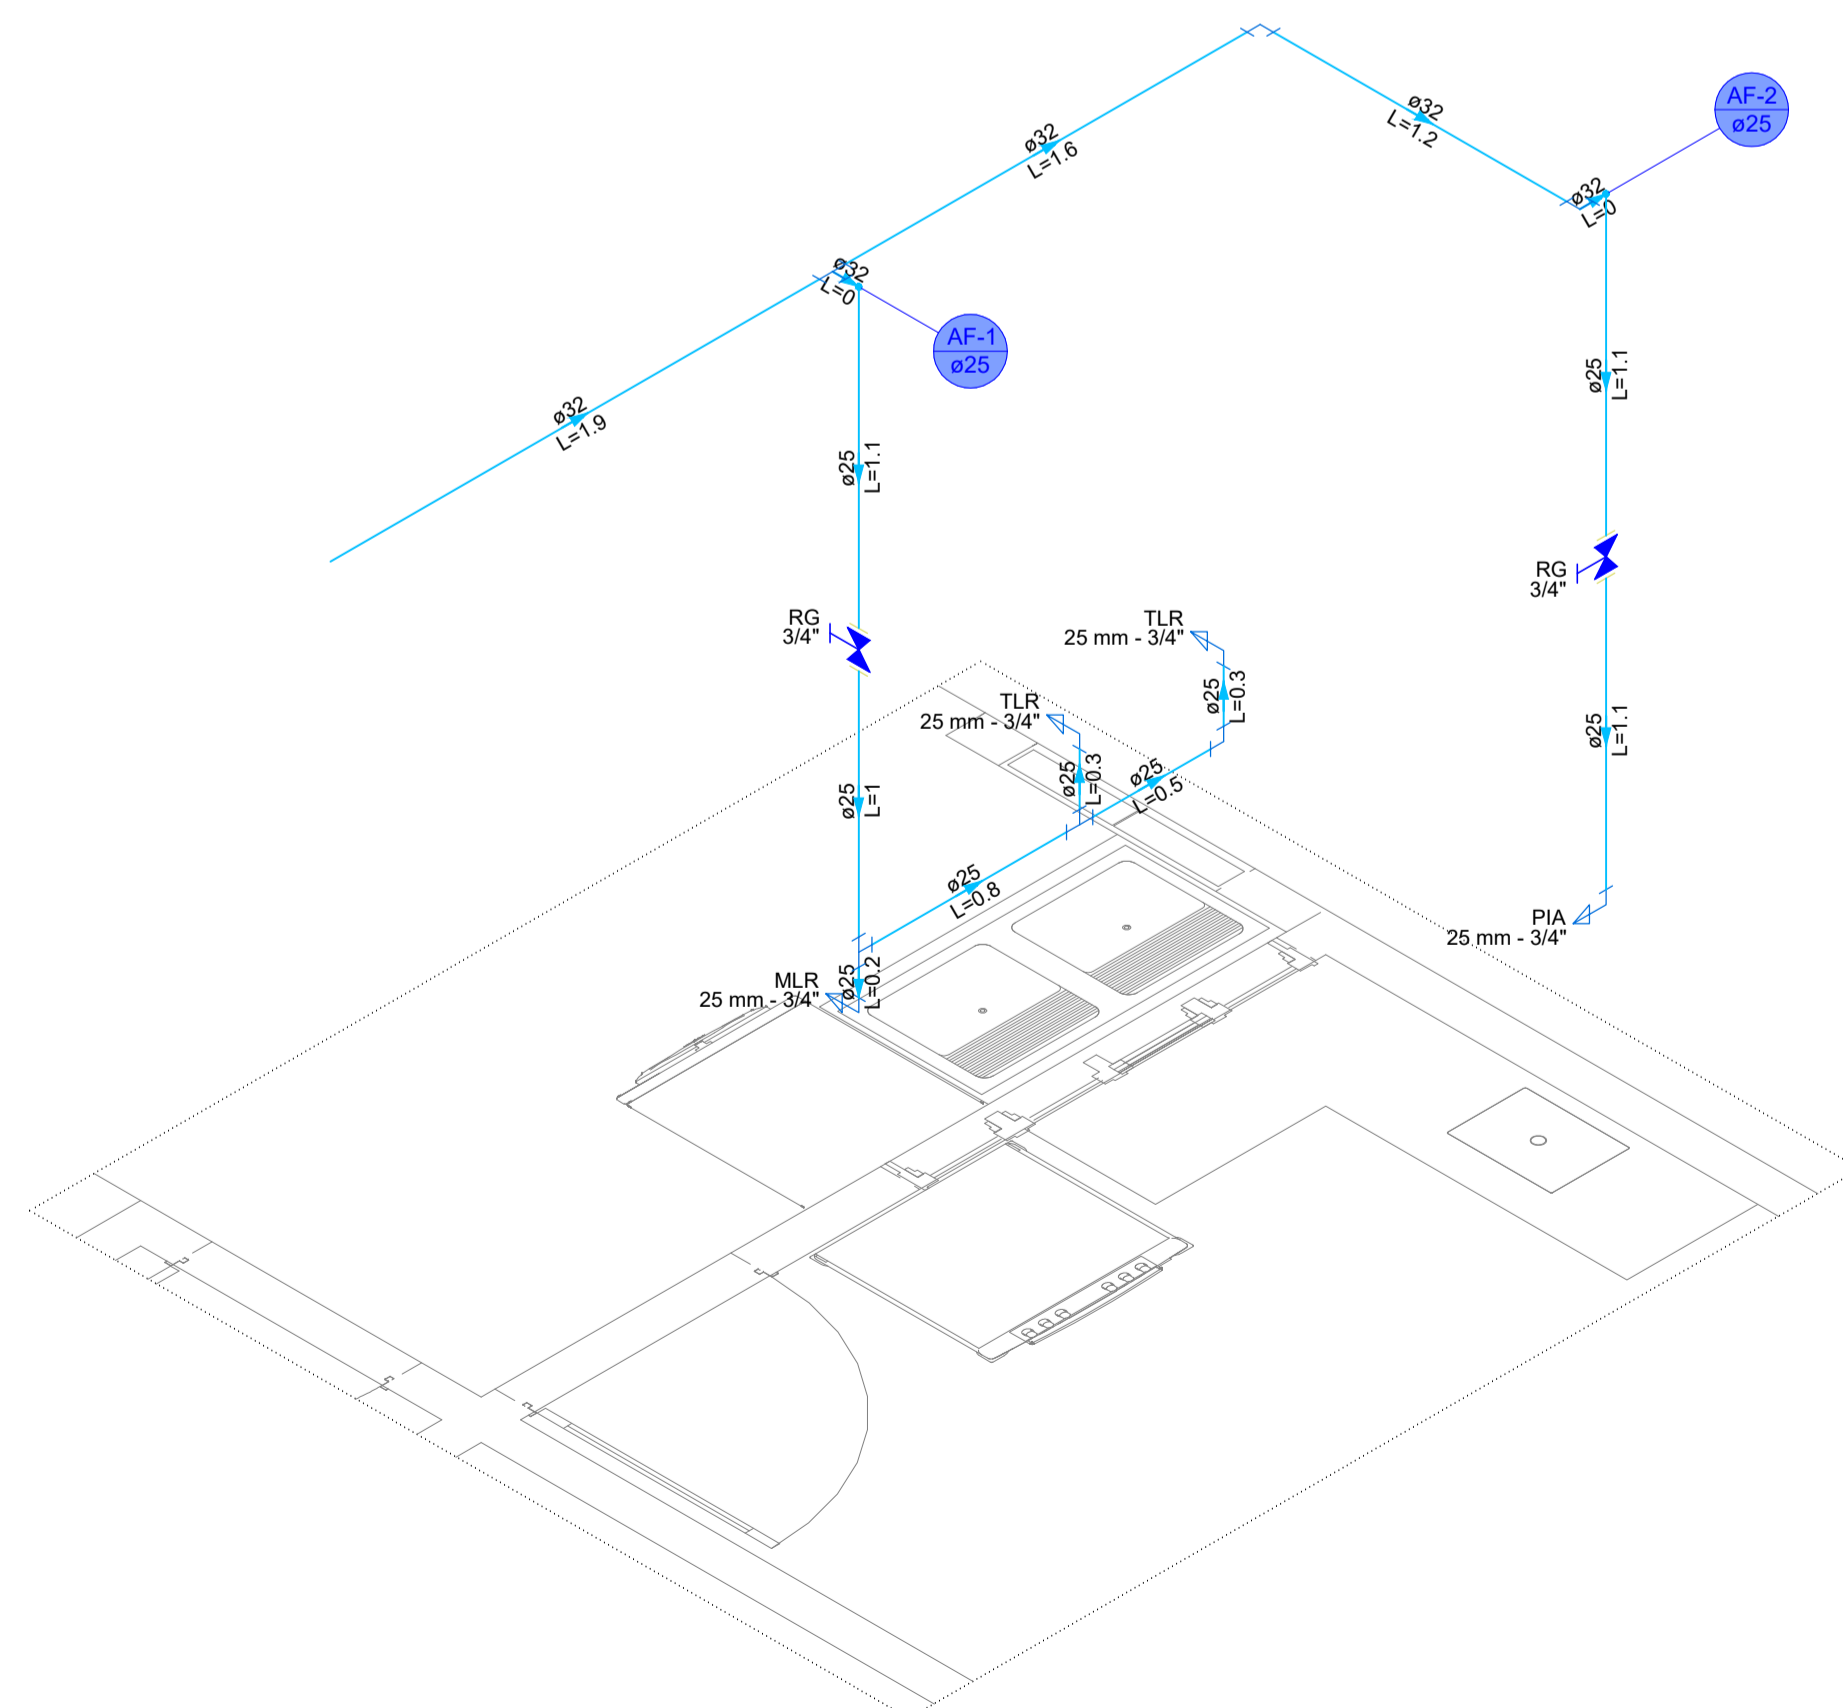 ø32
L=1.2
AF-2
ø25
ø32
L=1.6
ø32
L=0
ø32
L=0
AF-1
ø25
ø25
L=1.1
ø32
L=1.9
ø25
L=1.1
RG
3/4"
RG
3/4"
TLR
25 mm - 3/4"
ø25
L=0.3
TLR
25 mm - 3/4"
ø25
L=0.3
ø25
L=0.5
ø25
L=1.1
ø25
L=1
ø25
L=0.8
PIA
25 mm - 3/4"
MLR
25 mm - 3/4"
ø25
L=0.2